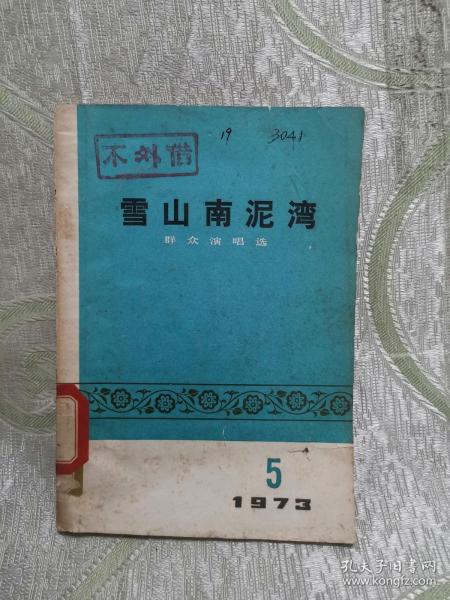 19 3041
不外借
雪山南泥湾
群众演唱选
5
1973
孔夫子旧书网
www.kongfz.com